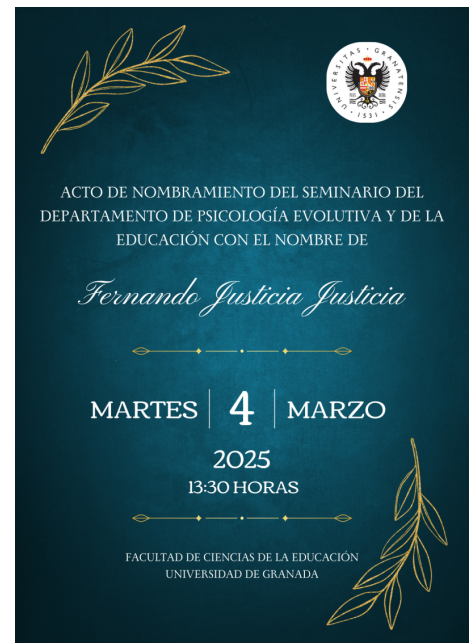 UNIVERSITAS · GRANATENSIS · 1531 ·
ACTO DE NOMBRAMIENTO DEL SEMINARIO DEL
DEPARTAMENTO DE PSICOLOGÍA EVOLUTIVA Y DE LA
EDUCACIÓN CON EL NOMBRE DE
Fernando Justicia Justicia
MARTES 4 MARZO
2025
13:30 HORAS
FACULTAD DE CIENCIAS DE LA EDUCACIÓN
UNIVERSIDAD DE GRANADA